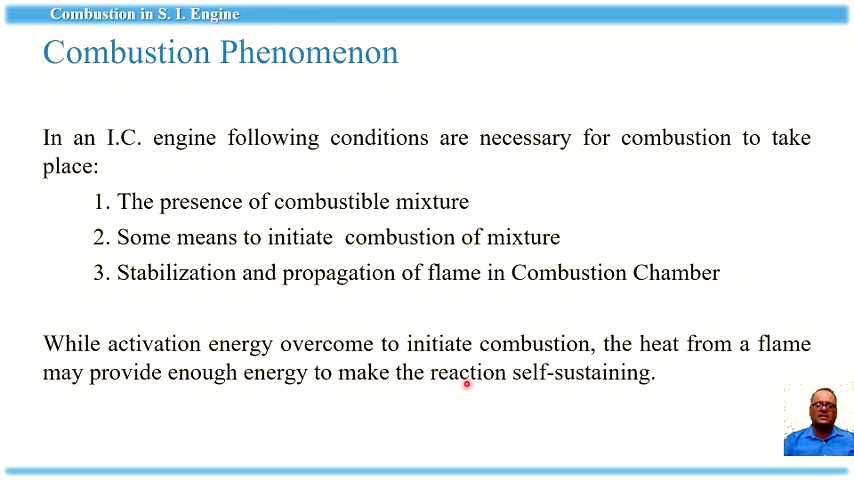 Combustion in S. I. Engine
Combustion Phenomenon
In an I.C. engine following conditions are necessary for combustion to take
place:
1. The presence of combustible mixture
2. Some means to initiate combustion of mixture
3. Stabilization and propagation of flame in Combustion Chamber
While activation energy overcome to initiate combustion, the heat from a flame
may provide enough energy to make the reaction self-sustaining.